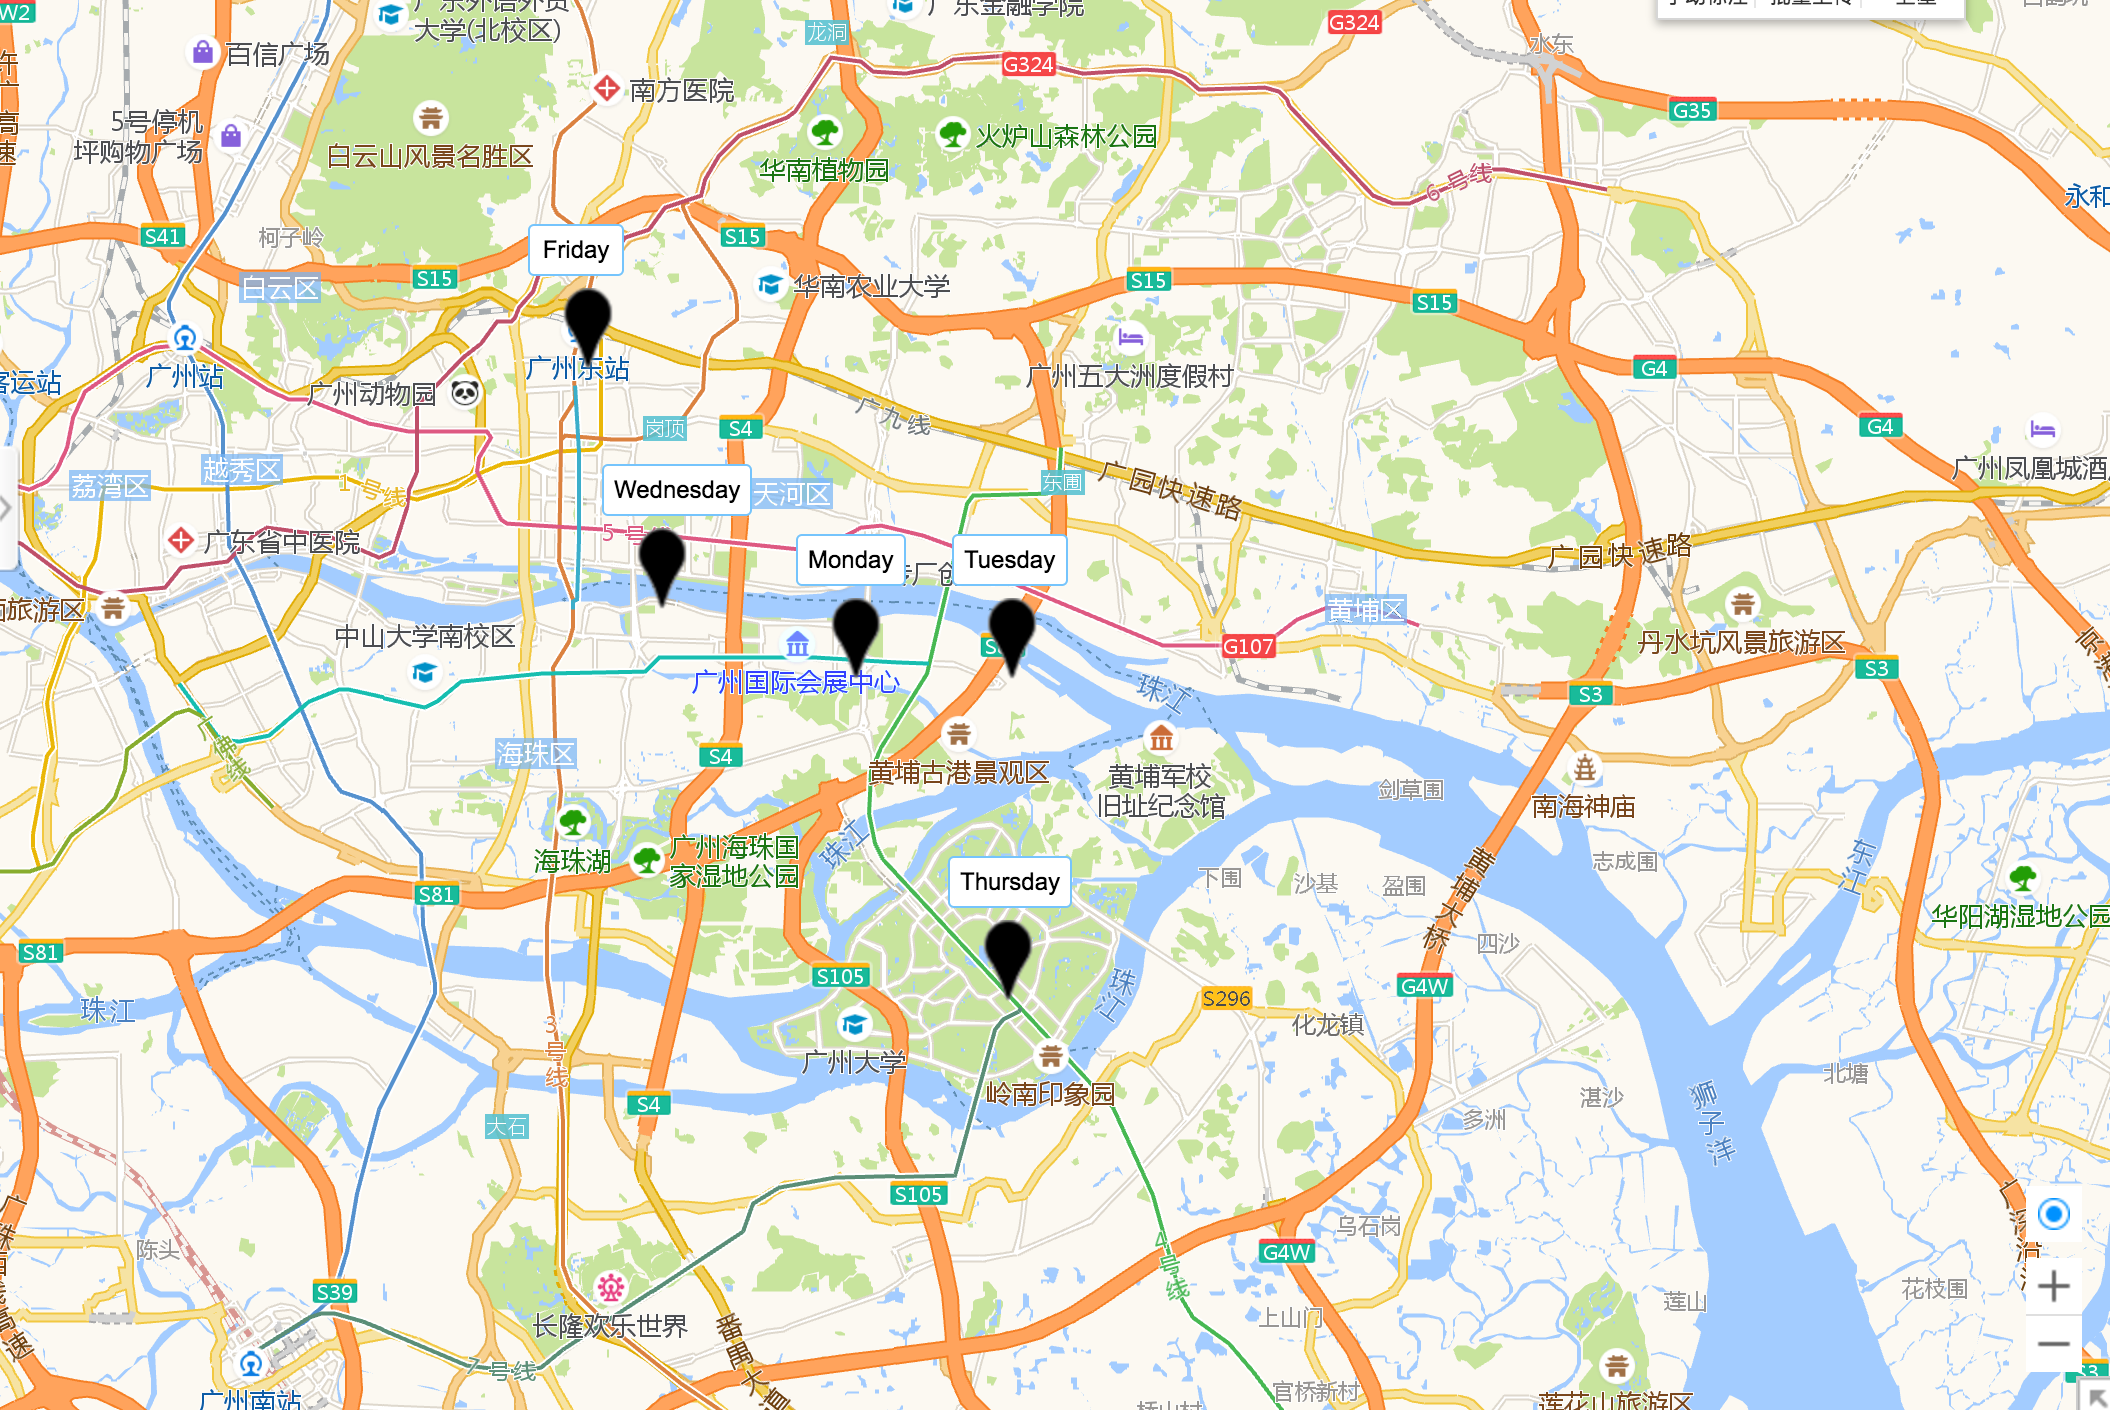 W2
大学(北校区)
广东金融学院
龙洞
G324
水东
百信广场
G324
南方医院
G35
5号停机
坪购物广场
火炉山森林公园
白云山风景名胜区
华南植物园
6号线
永和
S41
柯子岭
Friday
S15
白云区
S15
华南农业大学
S15
S15
广州站
广州东站
广州五大洲度假村
G4
客运站
广州动物园
岗顶
S4
广九线
G4
荔湾区
越秀区
1号线
Wednesday
天河区
东圃
广园快速路
广州凤凰城酒
广东省中医院
5号
Monday
Tuesday
广园快速路
旅游区
中山大学南校区
黄埔区
G107
丹水坑风景旅游区
S3
S3
广州国际会展中心
珠江
广佛线
海珠区
S4
黄埔古港景观区
黄埔军校
旧址纪念馆
剑草围
南海神庙
海珠湖
广州海珠国
家湿地公园
珠江
Thursday
下围
沙基
盈围
黄埔大桥
志成围
东江
S81
华阳湖湿地公园
S81
S105
四沙
珠江
珠江
G4W
S296
化龙镇
广州大学
3号线
岭南印象园
S4
大石
北塘
湛沙
多洲
狮子洋
S105
陈头
4号线
乌石岗
G4W
S39
上山门
莲山
花枝围
长隆欢乐世界
番禺大道
7号线
广州南站
官桥新村
莲花山旅游区